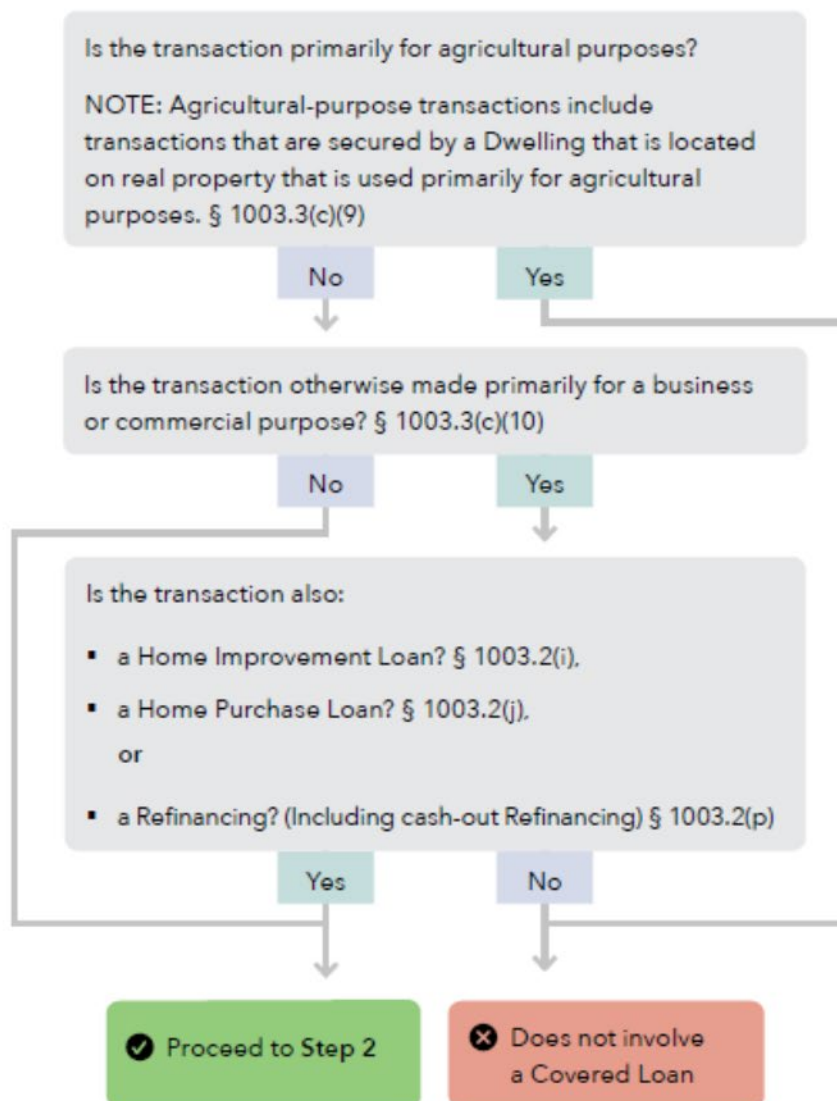 Is the transaction primarily for agricultural purposes?
NOTE: Agricultural-purpose transactions include
transactions that are secured by a Dwelling that is located
on real property that is used primarily for agricultural
purposes. § 1003.3(c)(9)
No
Yes
Is the transaction otherwise made primarily for a business
or commercial purpose? § 1003.3(c)(10)
No
Yes
Is the transaction also:
▪ a Home Improvement Loan? § 1003.2(i),
▪ a Home Purchase Loan? § 1003.2(j),
or
▪ a Refinancing? (Including cash-out Refinancing) § 1003.2(p)
Yes
No
Proceed to Step 2
Does not involve
a Covered Loan